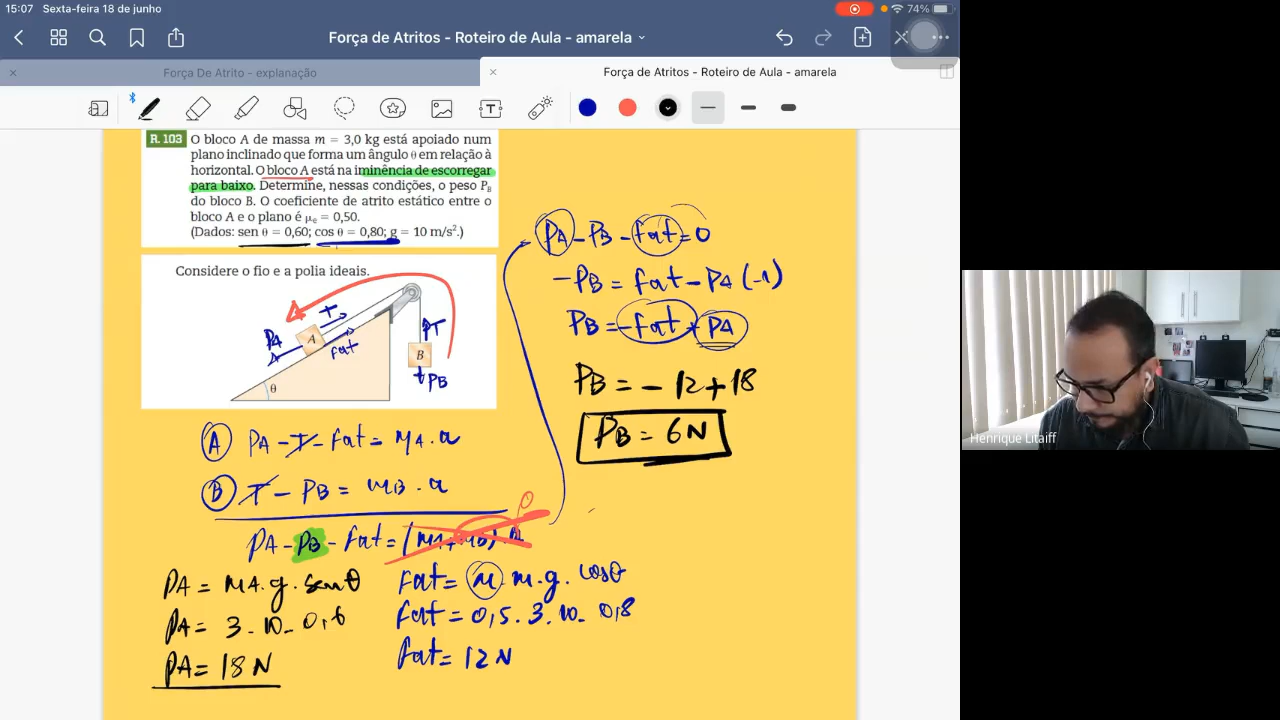 15:07 Sexta-feira 18 de junho
74%
Força de Atritos - Roteiro de Aula - amarela
Força De Atrito - explanação
Força de Atritos - Roteiro de Aula - amarela
R. 103 O bloco A de massa m = 3,0 kg está apoiado num
plano inclinado que forma um ângulo θ em relação à
horizontal. O bloco A está na iminência de escorregar
para baixo. Determine, nessas condições, o peso PB
do bloco B. O coeficiente de atrito estático entre o
bloco A e o plano é μe = 0,50.
(Dados: sen θ = 0,60; cos θ = 0,80; g = 10 m/s².)
Considere o fio e a polia ideais.
T
PA
A
fat
T
B
PB
θ
(A) PA - T - fat = MA . a
(B) T - PB = MB . a
PA - PB - fat = (MA + MB) . a
0
PA = MA . g . sen θ
PA = 3 . 10 . 0,6
PA = 18 N
fat = μ . m . g . cosθ
fat = 0,5 . 3 . 10 . 0,8
fat = 12 N
PA - PB - fat = 0
- PB = fat - PA (-1)
PB = - fat + PA
PB = - 12 + 18
PB = 6 N
Henrique Litaiff